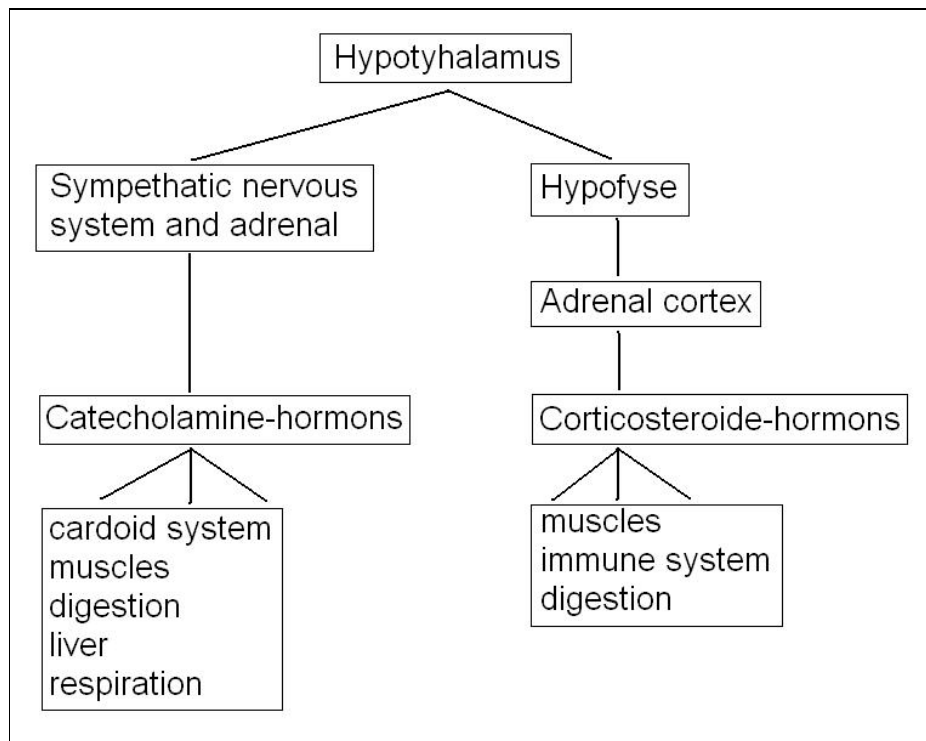 Hypotyhalamus
Sympethatic nervous
system and adrenal
Hypofyse
Adrenal cortex
Catecholamine-hormons
Corticosteroide-hormons
cardoid system
muscles
digestion
liver
respiration
muscles
immune system
digestion